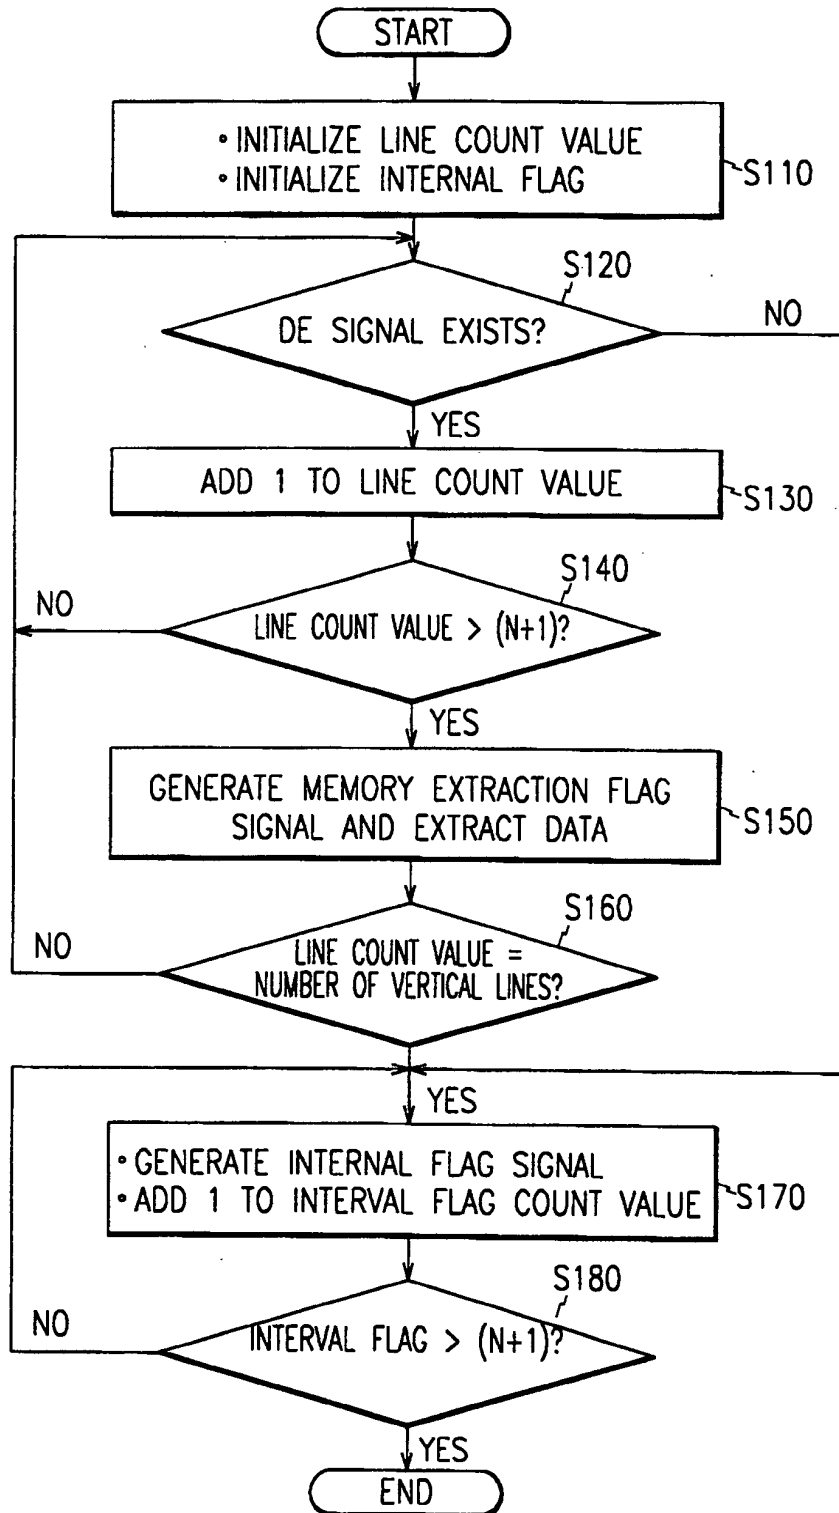 START
• INITIALIZE LINE COUNT VALUE
• INITIALIZE INTERNAL FLAG
S110
S120
DE SIGNAL EXISTS?
NO
YES
ADD 1 TO LINE COUNT VALUE
S130
S140
NO
LINE COUNT VALUE > (N+1)?
YES
GENERATE MEMORY EXTRACTION FLAG
SIGNAL AND EXTRACT DATA
S150
S160
NO
LINE COUNT VALUE =
NUMBER OF VERTICAL LINES?
YES
• GENERATE INTERNAL FLAG SIGNAL
• ADD 1 TO INTERVAL FLAG COUNT VALUE
S170
S180
NO
INTERVAL FLAG > (N+1)?
YES
END